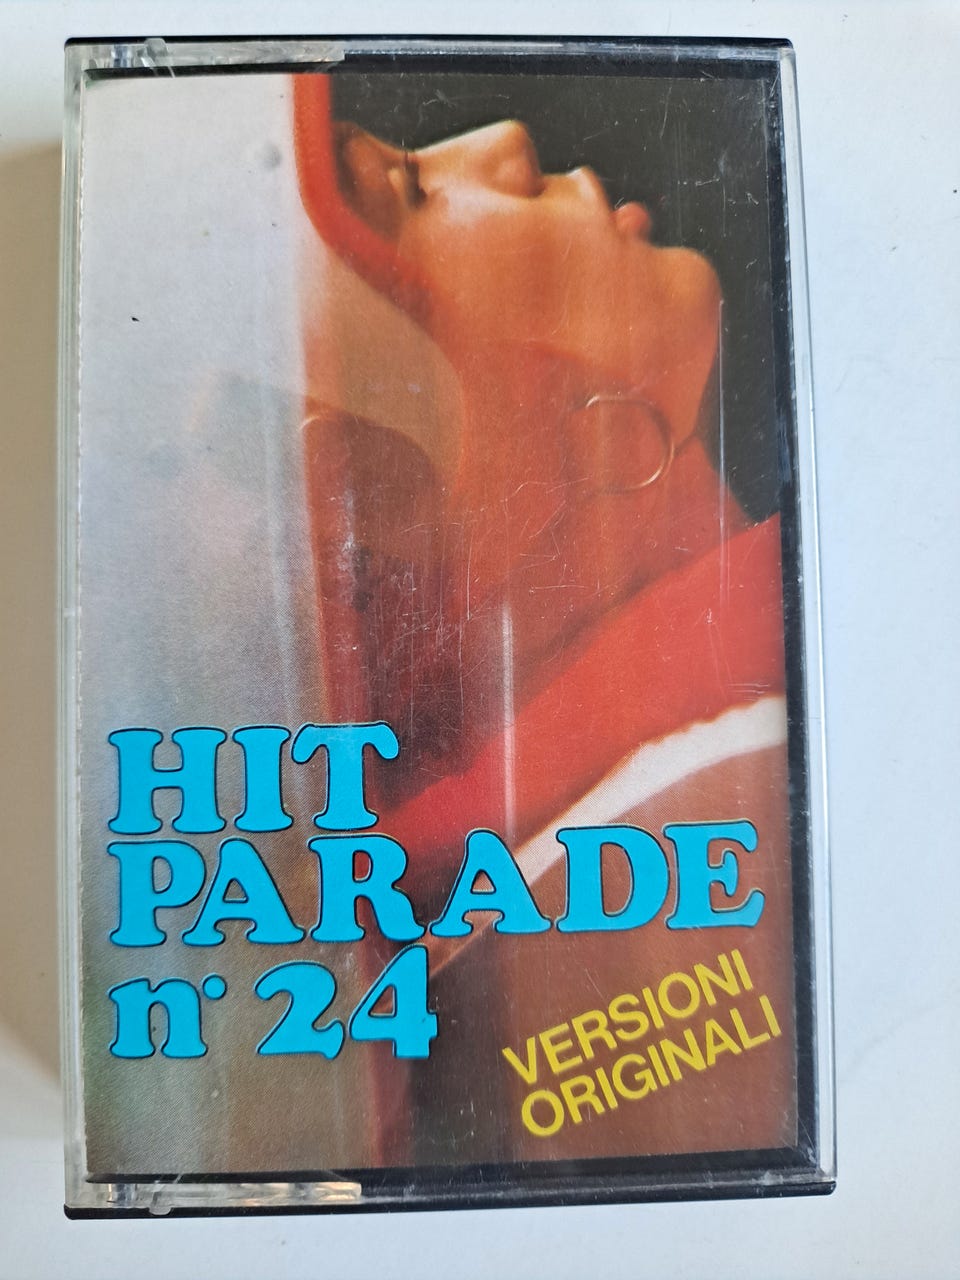 HIT
PARADE
n° 24
VERSIONI
ORIGINALI